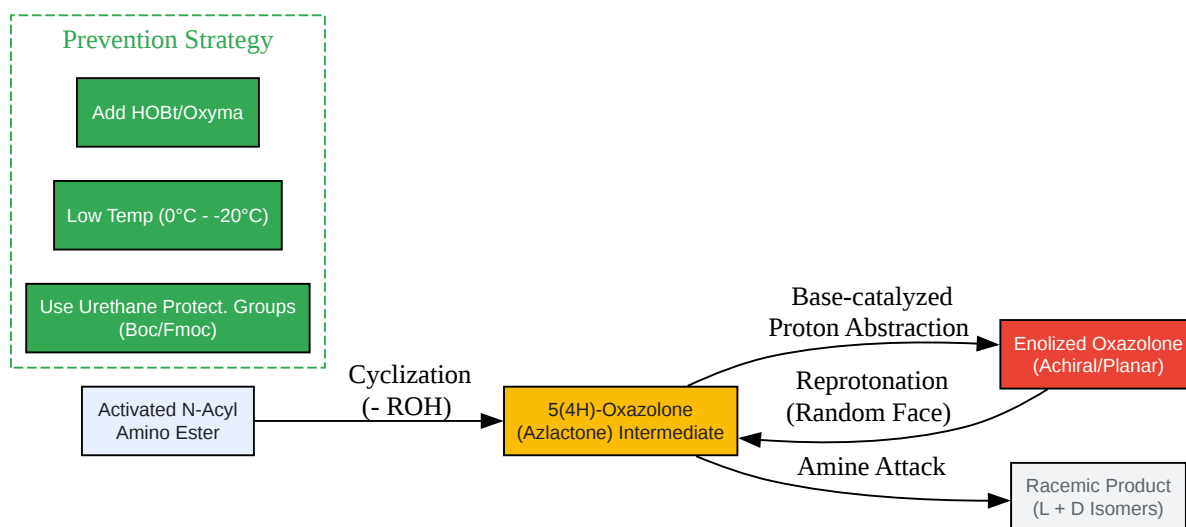 Prevention Strategy
Add HOBt/Oxyma
Low Temp (0°C - -20°C)
Use Urethane Protect. Groups
(Boc/Fmoc)
Activated N-Acyl
Amino Ester
Cyclization
(- ROH)
5(4H)-Oxazolone
(Azlactone) Intermediate
Base-catalyzed
Proton Abstraction
Enolized Oxazolone
(Achiral/Planar)
Reprotonation
(Random Face)
Amine Attack
Racemic Product
(L + D Isomers)